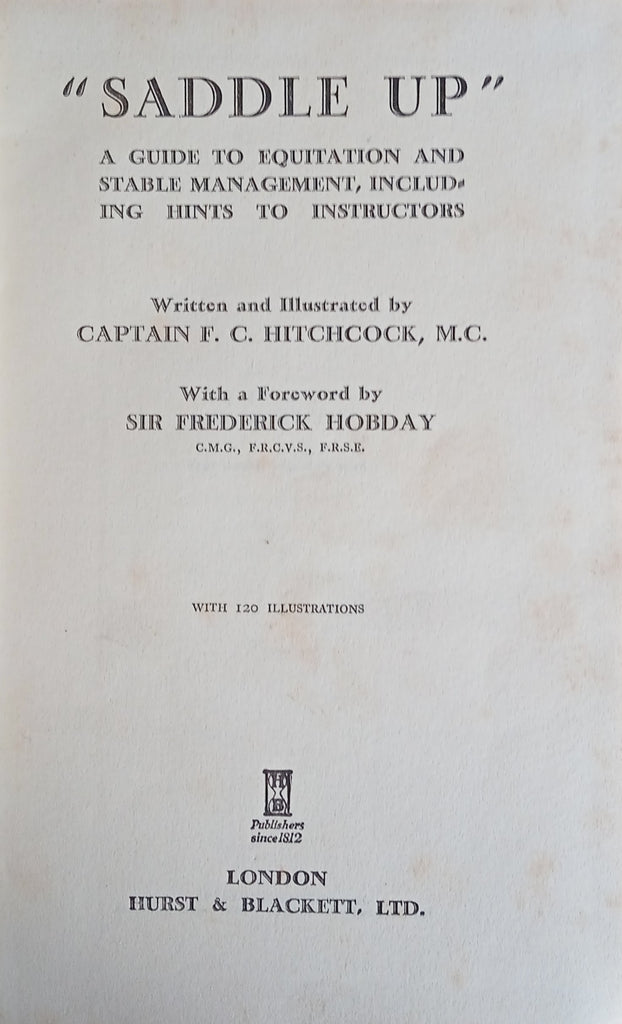 "SADDLE UP"
A GUIDE TO EQUITATION AND
STABLE MANAGEMENT, INCLUD-
ING HINTS TO INSTRUCTORS
Written and Illustrated by
CAPTAIN F. C. HITCHCOCK, M.C.
With a Foreword by
SIR FREDERICK HOBDAY
C.M.G., F.R.C.V.S., F.R.S.E.
WITH 120 ILLUSTRATIONS
H
B
Publishers
since 1812
LONDON
HURST & BLACKETT, LTD.